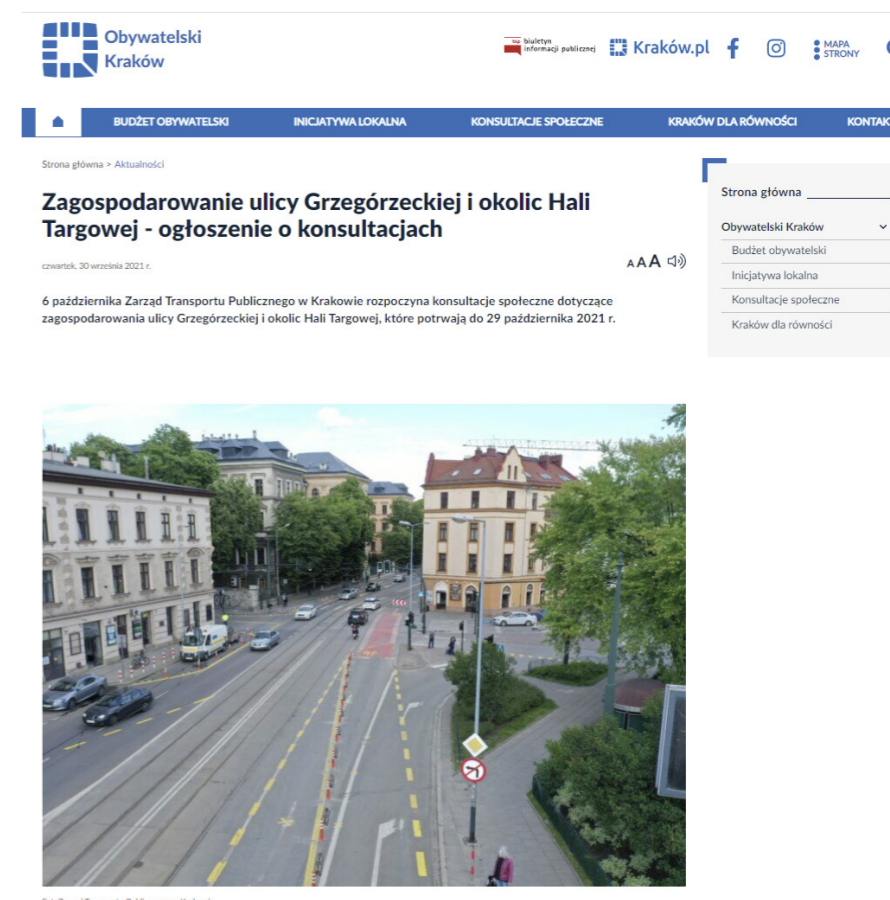 Obywatelski
Kraków
bip biuletyn
informacji publicznej
Kraków.pl
MAPA
STRONY
BUDŻET OBYWATELSKI
INICJATYWA LOKALNA
KONSULTACJE SPOŁECZNE
KRAKÓW DLA RÓWNOŚCI
KONTAK
Strona główna > Aktualności
Zagospodarowanie ulicy Grzegórzeckiej i okolic Hali
Targowej - ogłoszenie o konsultacjach
czwartek, 30 września 2021 r.
A A A
6 października Zarząd Transportu Publicznego w Krakowie rozpoczyna konsultacje społeczne dotyczące
zagospodarowania ulicy Grzegórzeckiej i okolic Hali Targowej, które potrwają do 29 października 2021 r.
Strona główna
Obywatelski Kraków
Budżet obywatelski
Inicjatywa lokalna
Konsultacje społeczne
Kraków dla równości